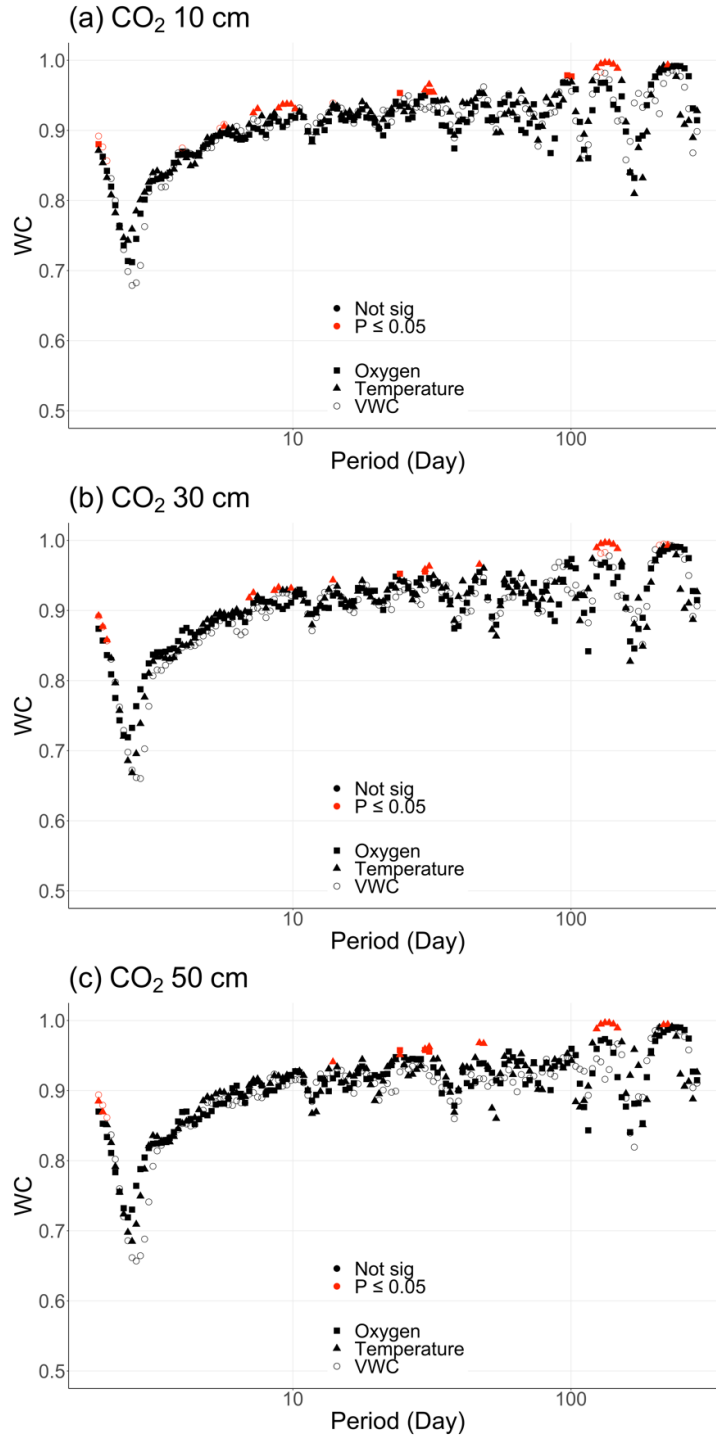 (a) CO₂ 10 cm
1.0
0.9
0.8
0.7
0.6
0.5
WC
Not sig
P ≤ 0.05
Oxygen
Temperature
VWC
10
100
Period (Day)
(b) CO₂ 30 cm
1.0
0.9
0.8
0.7
0.6
0.5
WC
Not sig
P ≤ 0.05
Oxygen
Temperature
VWC
10
100
Period (Day)
(c) CO₂ 50 cm
1.0
0.9
0.8
0.7
0.6
0.5
WC
Not sig
P ≤ 0.05
Oxygen
Temperature
VWC
10
100
Period (Day)